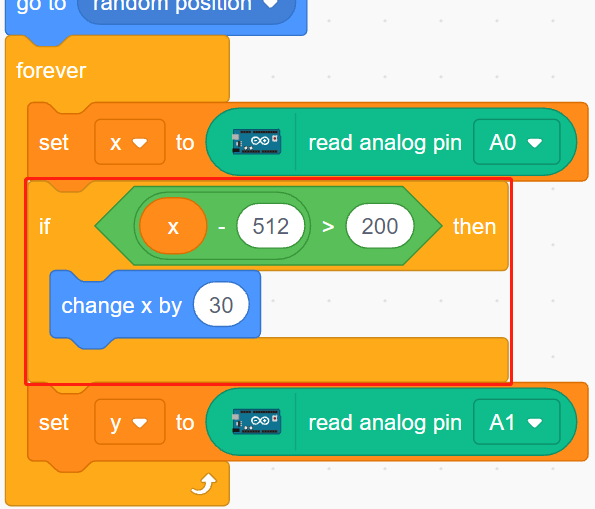 go to random position
forever
set x to read analog pin A0
if x - 512 > 200 then
change x by 30
set y to read analog pin A1